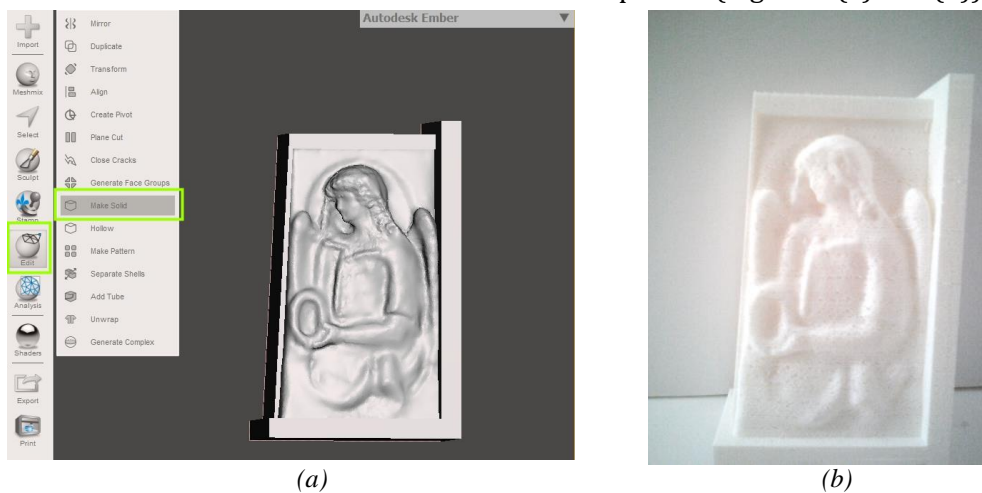 Autodesk Ember
Import
Meshmix
Select
Sculpt
Stamp
Edit
Analysis
Shaders
Export
Print
Mirror
Duplicate
Transform
Align
Create Pivot
Plane Cut
Close Cracks
Generate Face Groups
Make Solid
Hollow
Make Pattern
Separate Shells
Add Tube
Unwrap
Generate Complex
(a)
(b)